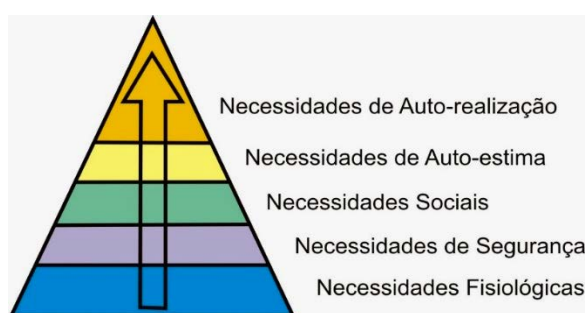 Necessidades de Auto-realização
Necessidades de Auto-estima
Necessidades Sociais
Necessidades de Segurança
Necessidades Fisiológicas